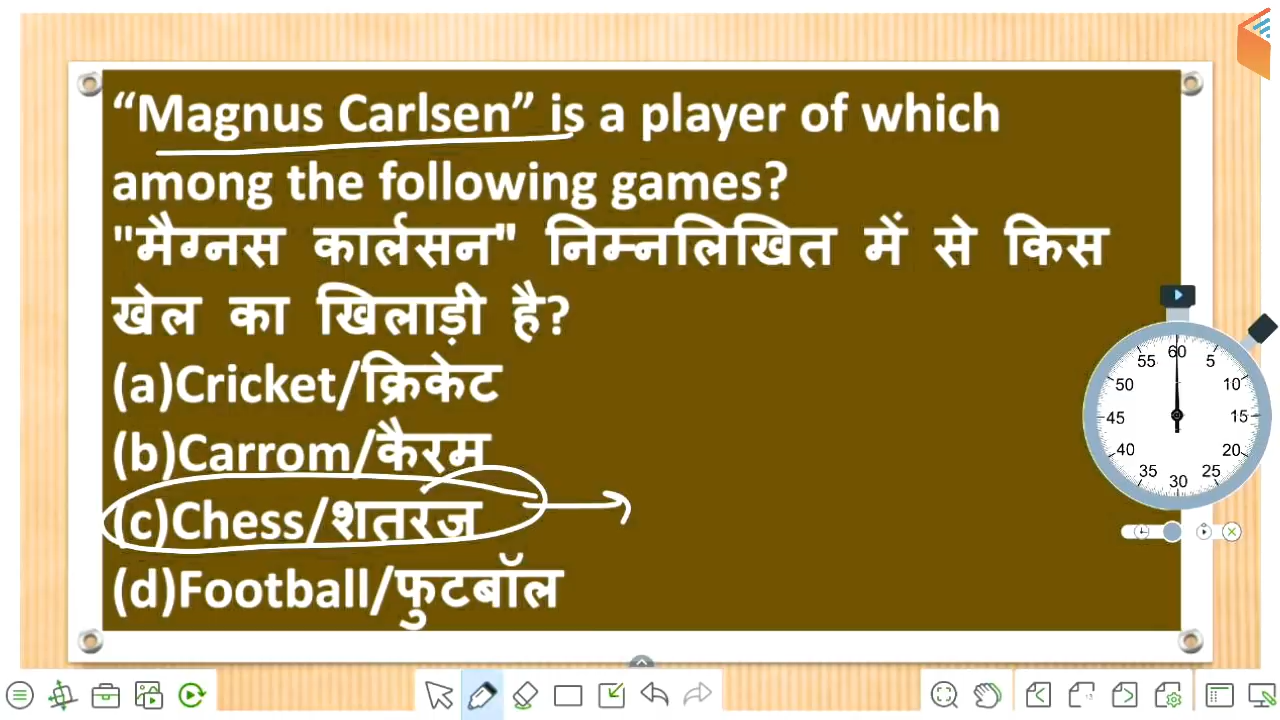 “Magnus Carlsen” is a player of which
among the following games?
"मैग्नस कार्लसन" निम्नलिखित में से किस
खेल का खिलाड़ी है?
(a)Cricket/क्रिकेट
(b)Carrom/कैरम
(c)Chess/शतरंज
(d)Football/फुटबॉल
60
55
5
50
10
45
15
40
20
35
25
30